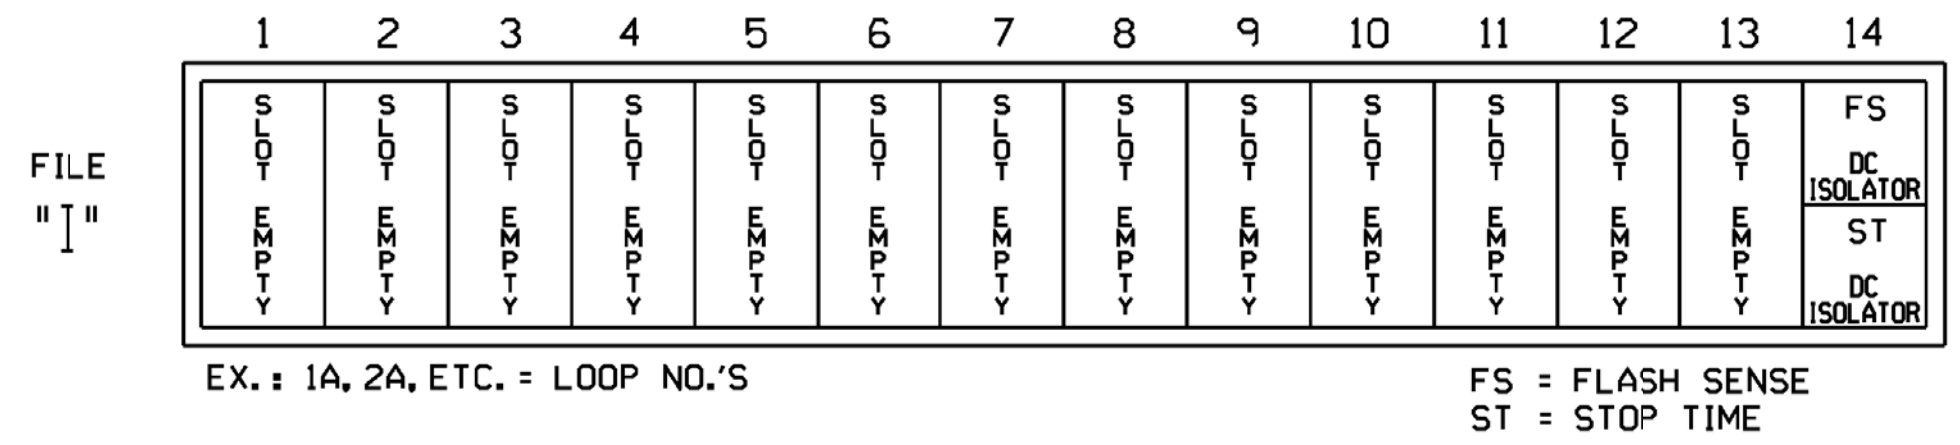 1 2 3 4 5 6 7 8 9 10 11 12 13 14
FILE
"I"
SLOT EMPTY
SLOT EMPTY
SLOT EMPTY
SLOT EMPTY
SLOT EMPTY
SLOT EMPTY
SLOT EMPTY
SLOT EMPTY
SLOT EMPTY
SLOT EMPTY
SLOT EMPTY
SLOT EMPTY
SLOT EMPTY
FS
DC
ISOLATOR
ST
DC
ISOLATOR
EX.: 1A, 2A, ETC. = LOOP NO.'S
FS = FLASH SENSE
ST = STOP TIME